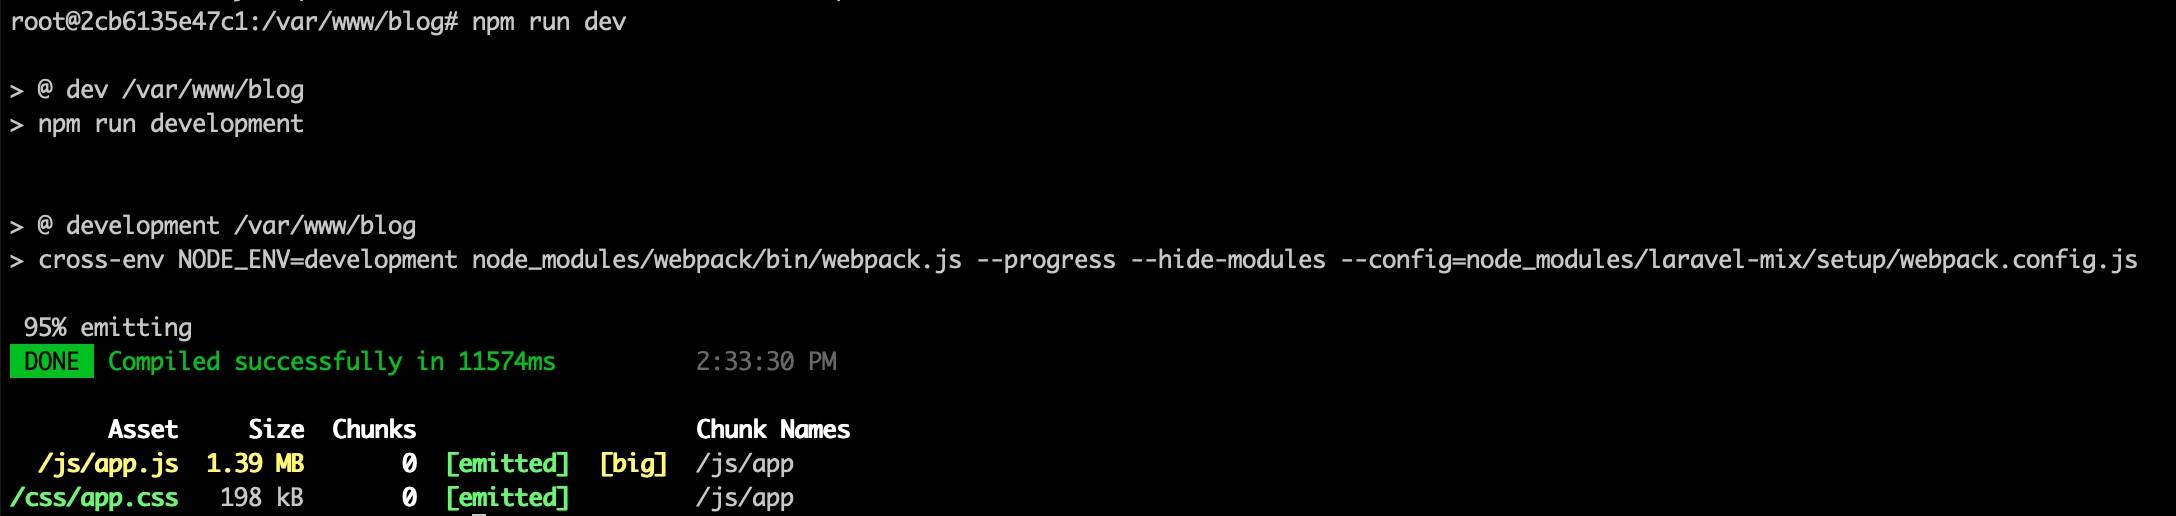 root@2cb6135e47c1:/var/www/blog# npm run dev
> @ dev /var/www/blog
> npm run development
> @ development /var/www/blog
> cross-env NODE_ENV=development node_modules/webpack/bin/webpack.js --progress --hide-modules --config=node_modules/laravel-mix/setup/webpack.config.js
95% emitting
DONE Compiled successfully in 11574ms 2:33:30 PM
Asset Size Chunks Chunk Names
/js/app.js 1.39 MB 0 [emitted] [big] /js/app
/css/app.css 198 kB 0 [emitted] /js/app